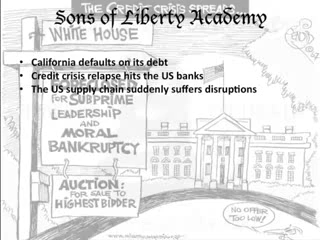 THE CREDIT CRISIS SPREADS
Sons of Liberty Academy
WHITE HOUSE
• California defaults on its debt
• Credit crisis relapse hits the US banks
• The US supply chain suddenly suffers disruptions
FORECLOSED
for SUBPRIME
LEADERSHIP
and
MORAL
BANKRUPTCY
AUCTION:
FOR SALE TO
HIGHEST BIDDER
NO OFFER
TOO LOW!